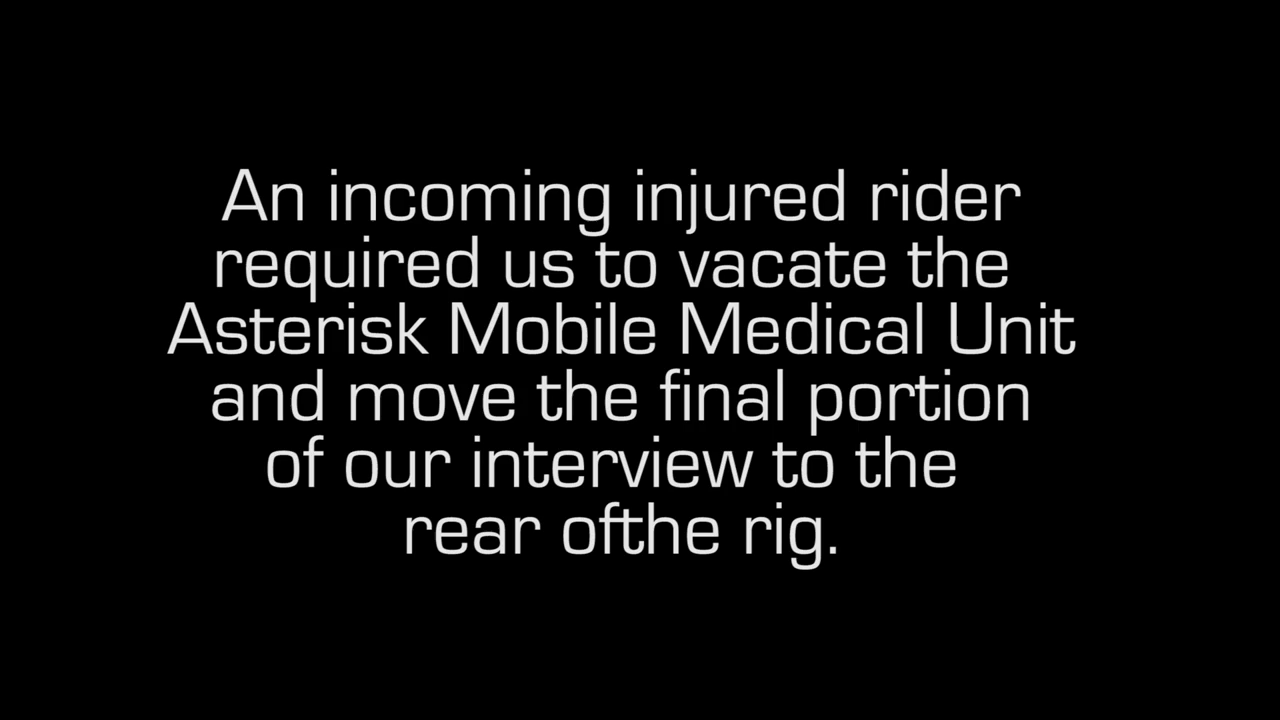 An incoming injured rider
required us to vacate the
Asterisk Mobile Medical Unit
and move the final portion
of our interview to the
rear ofthe rig.